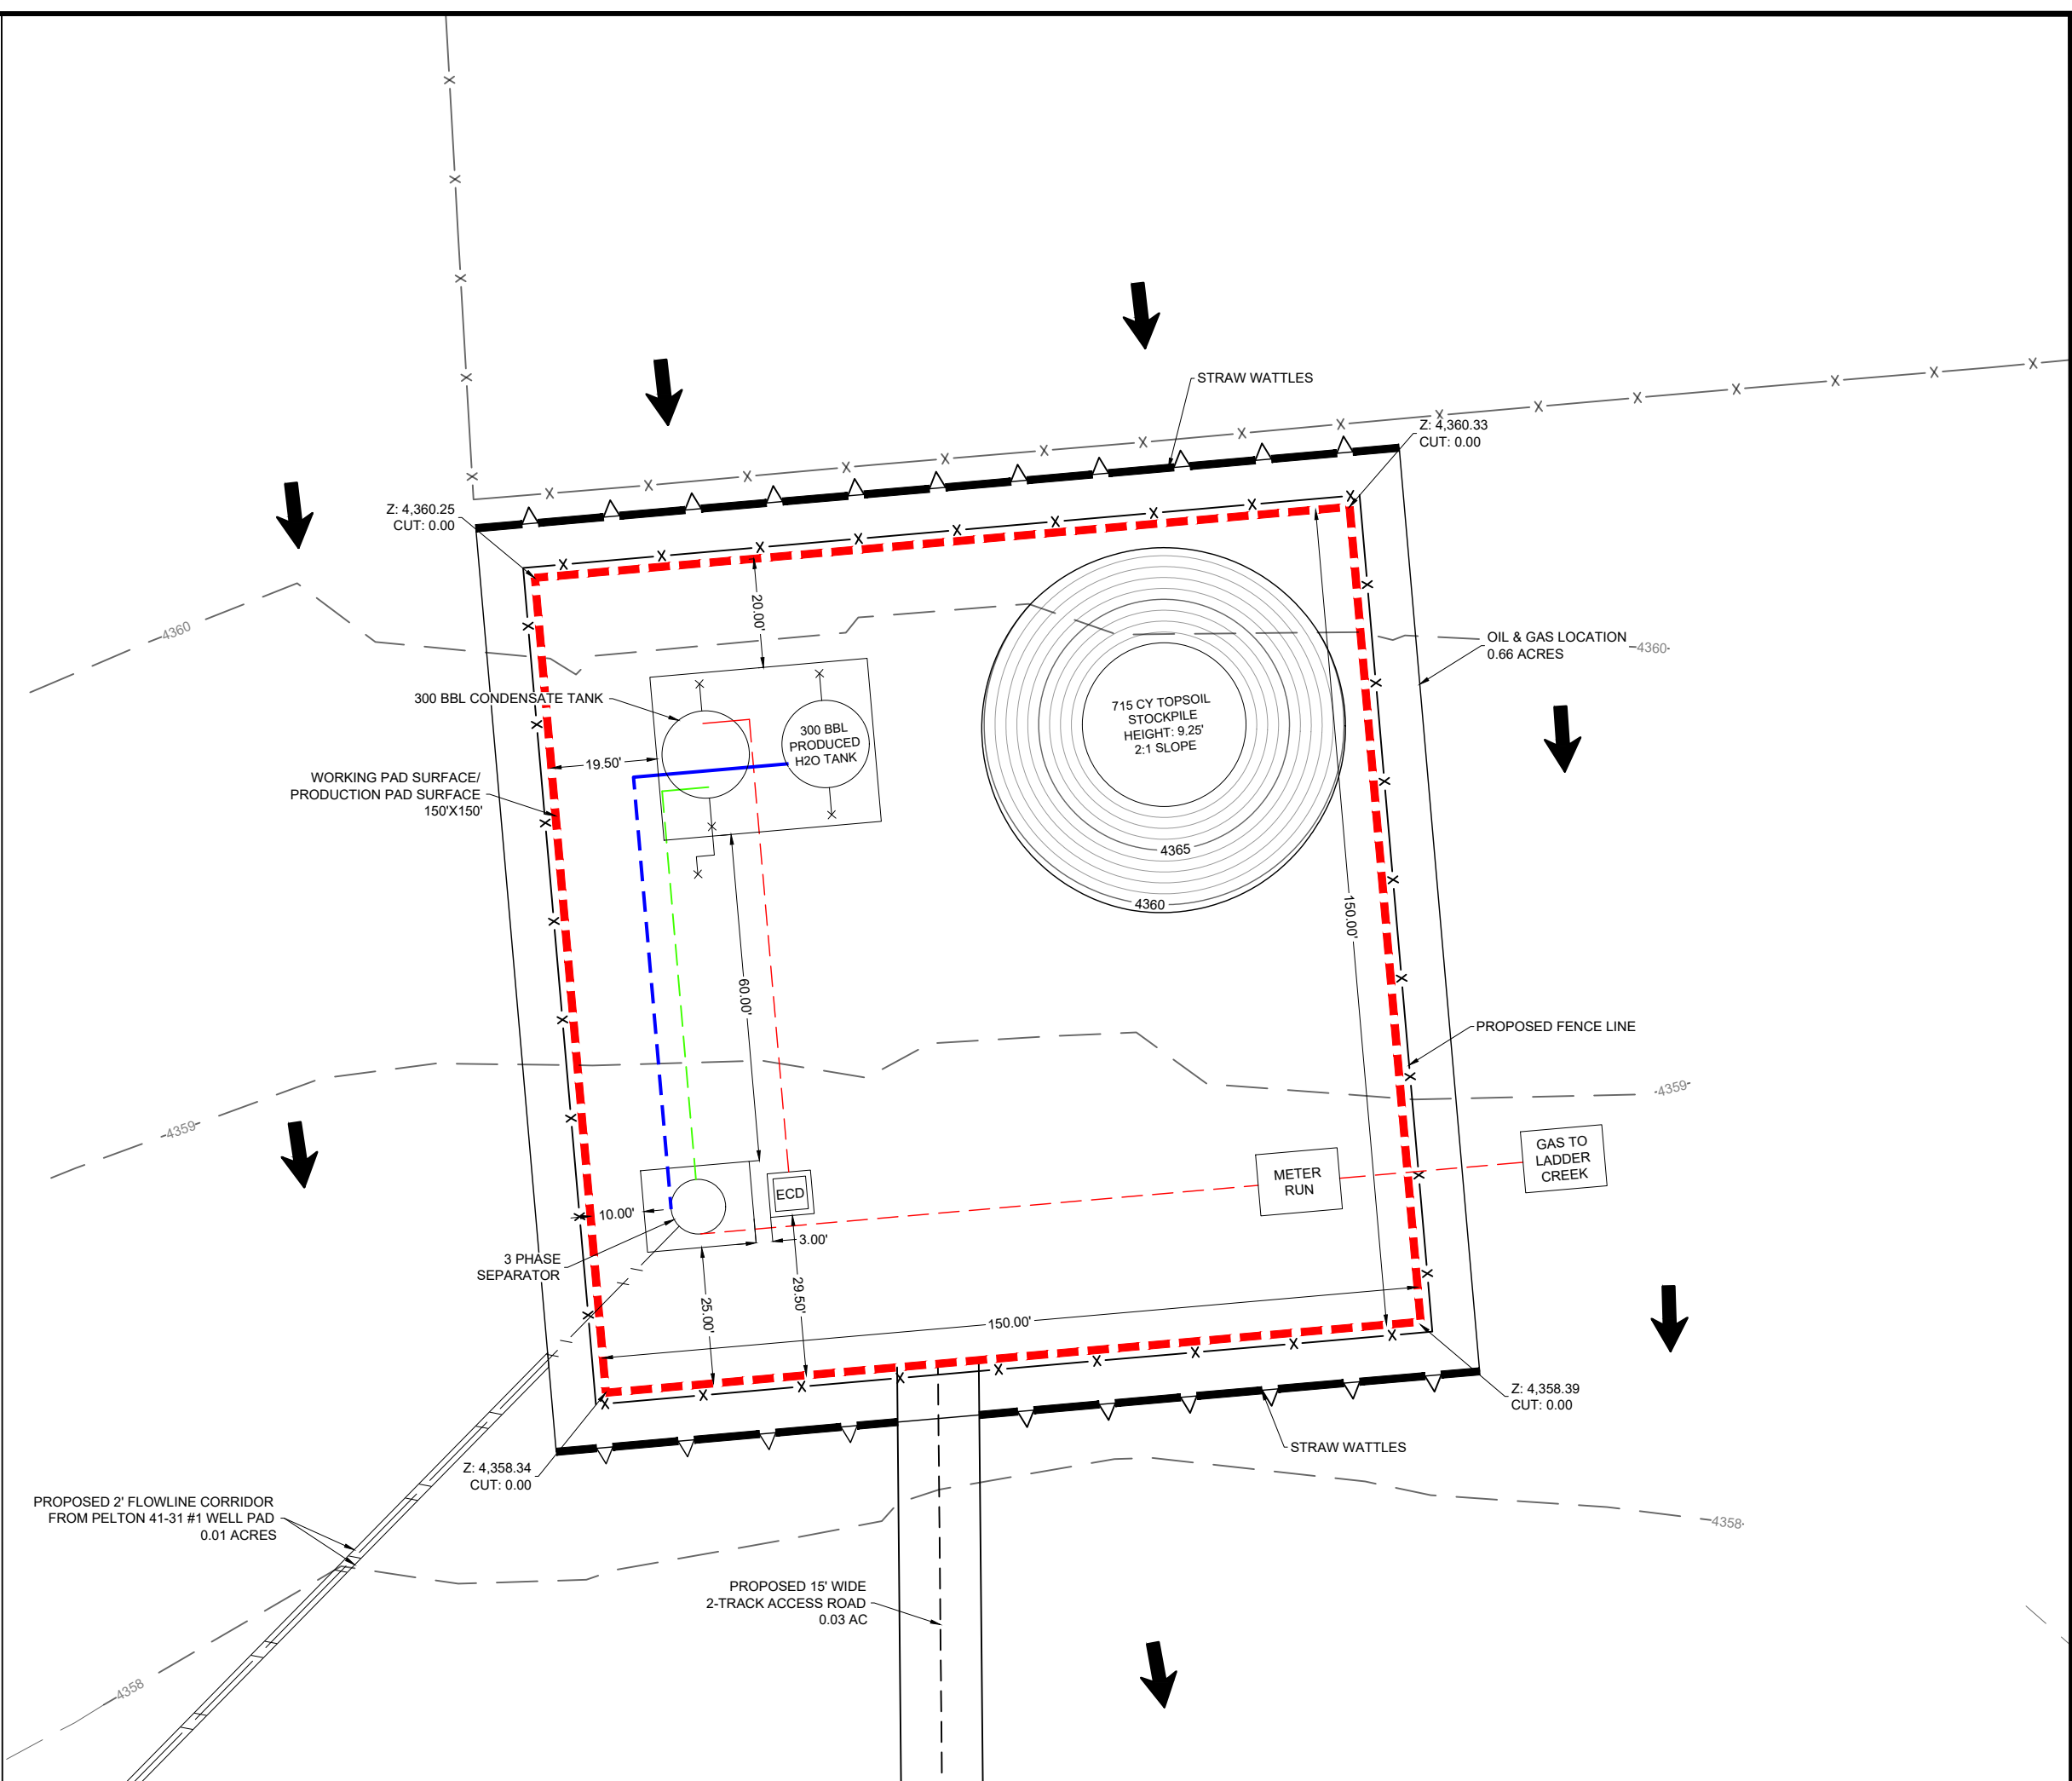 STRAW WATTLES
Z: 4,360.33
CUT: 0.00
Z: 4,360.25
CUT: 0.00
4360
20.00'
OIL & GAS LOCATION
0.66 ACRES
4360
300 BBL CONDENSATE TANK
300 BBL
PRODUCED
H2O TANK
715 CY TOPSOIL
STOCKPILE
HEIGHT: 9.25'
2:1 SLOPE
19.50'
WORKING PAD SURFACE/
PRODUCTION PAD SURFACE
150'X150'
4365
4360
150.00'
60.00'
PROPOSED FENCE LINE
4359
4359
GAS TO
LADDER
CREEK
METER
RUN
ECD
10.00'
3.00'
3 PHASE
SEPARATOR
25.00'
29.50'
150.00'
Z: 4,358.39
CUT: 0.00
STRAW WATTLES
Z: 4,358.34
CUT: 0.00
PROPOSED 2' FLOWLINE CORRIDOR
FROM PELTON 41-31 #1 WELL PAD
0.01 ACRES
4358
PROPOSED 15' WIDE
2-TRACK ACCESS ROAD
0.03 AC
4358